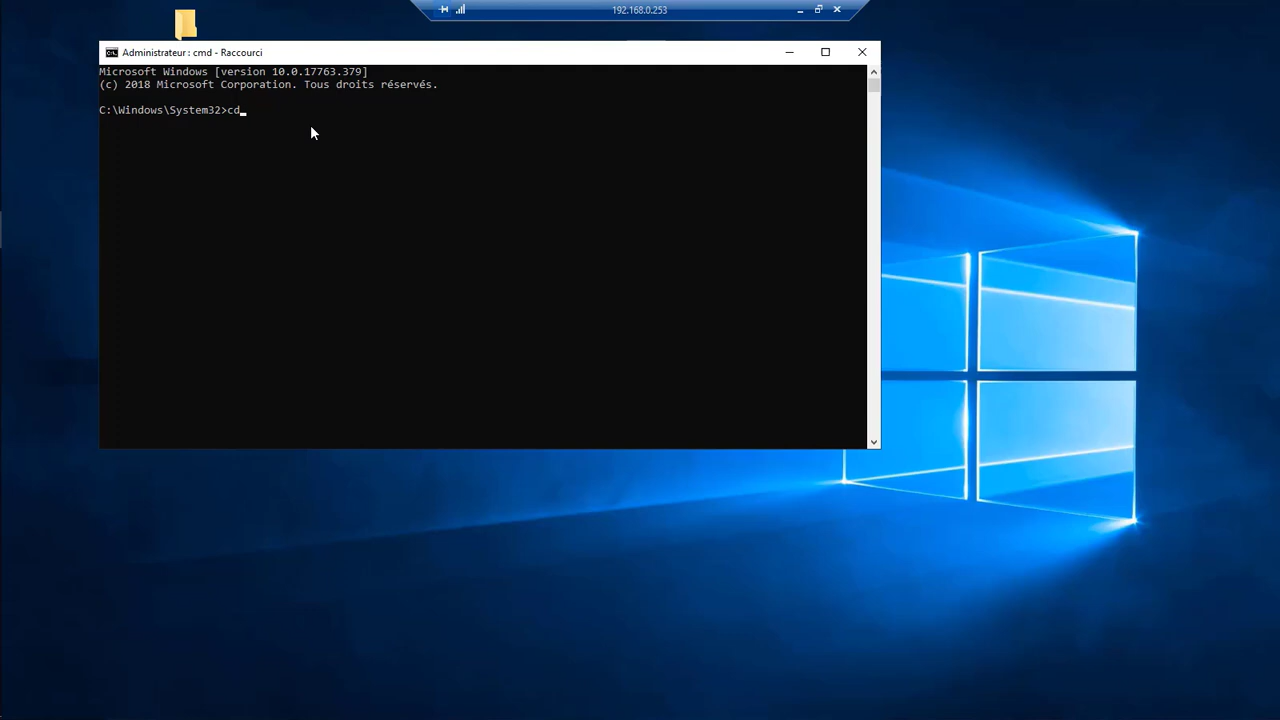 192.168.0.253
Administrateur : cmd - Raccourci
Microsoft Windows [version 10.0.17763.379]
(c) 2018 Microsoft Corporation. Tous droits réservés.
C:\Windows\System32>cd_